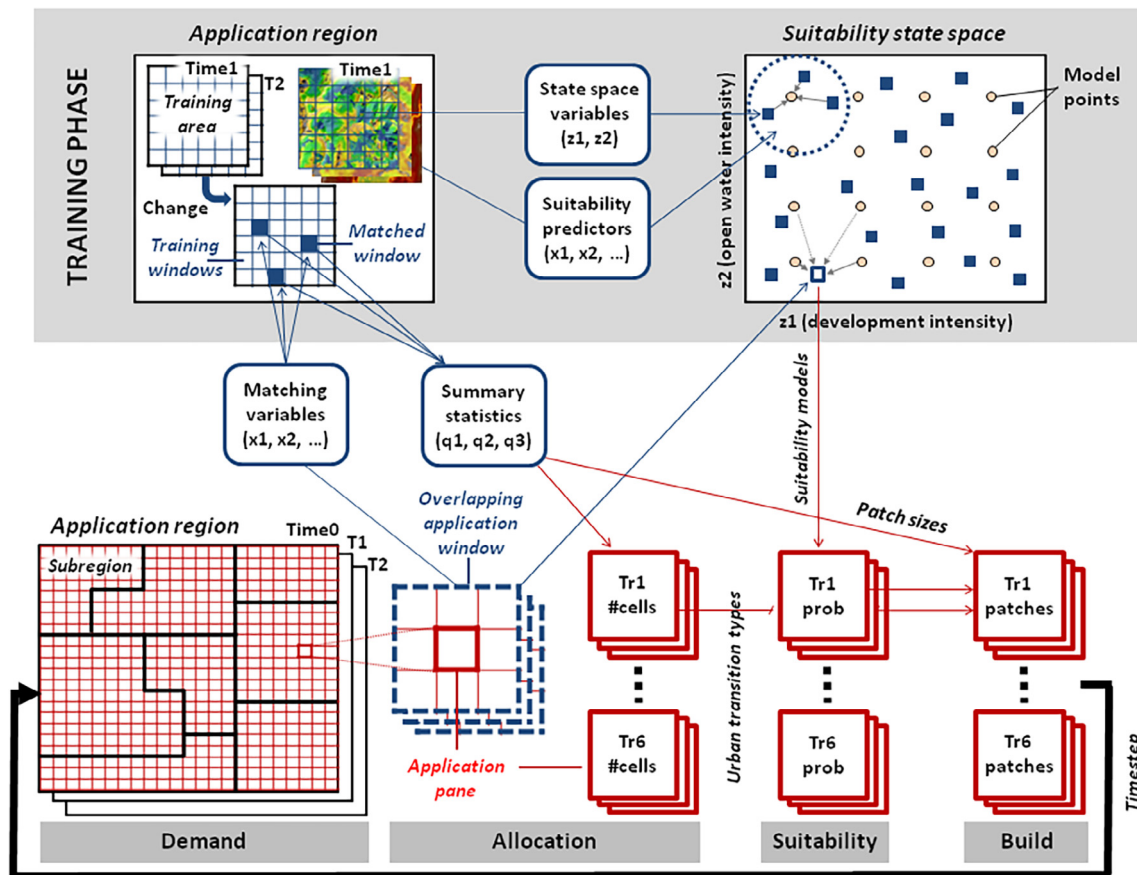 TRAINING PHASE
Application region
Time1
T2
Training
area
Time1
Change
Training
windows
Matched
window
State space
variables
(z1, z2)
Suitability
predictors
(x1, x2, ...)
Suitability state space
Model
points
z2 (open water intensity)
z1 (development intensity)
Matching
variables
(x1, x2, ...)
Summary
statistics
(q1, q2, q3)
Suitability models
Patch sizes
Application region
Time0
T1
T2
Subregion
Overlapping
application
window
Application
pane
Tr1
#cells
Tr6
#cells
Urban transition types
Tr1
prob
Tr6
prob
Tr1
patches
Tr6
patches
Timestep
Demand
Allocation
Suitability
Build